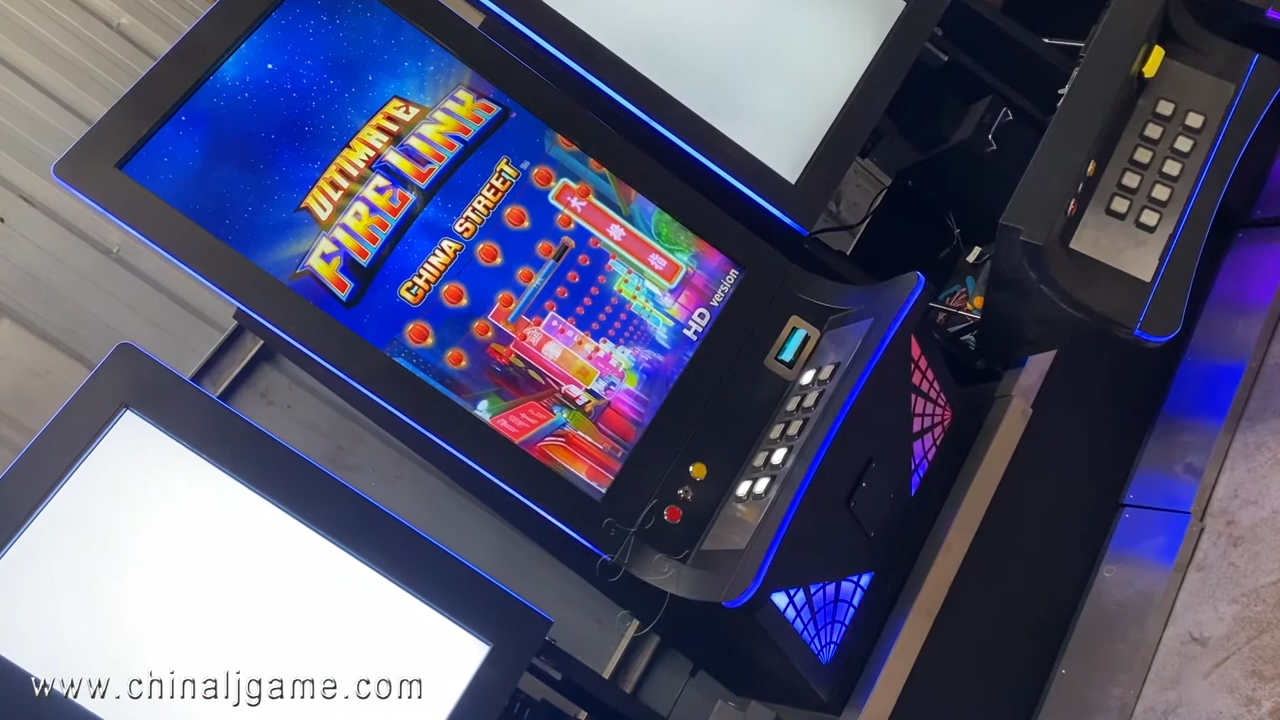 ULTIMATE
FIRE LINK
CHINA STREET
HD version
www.chinaljgame.com